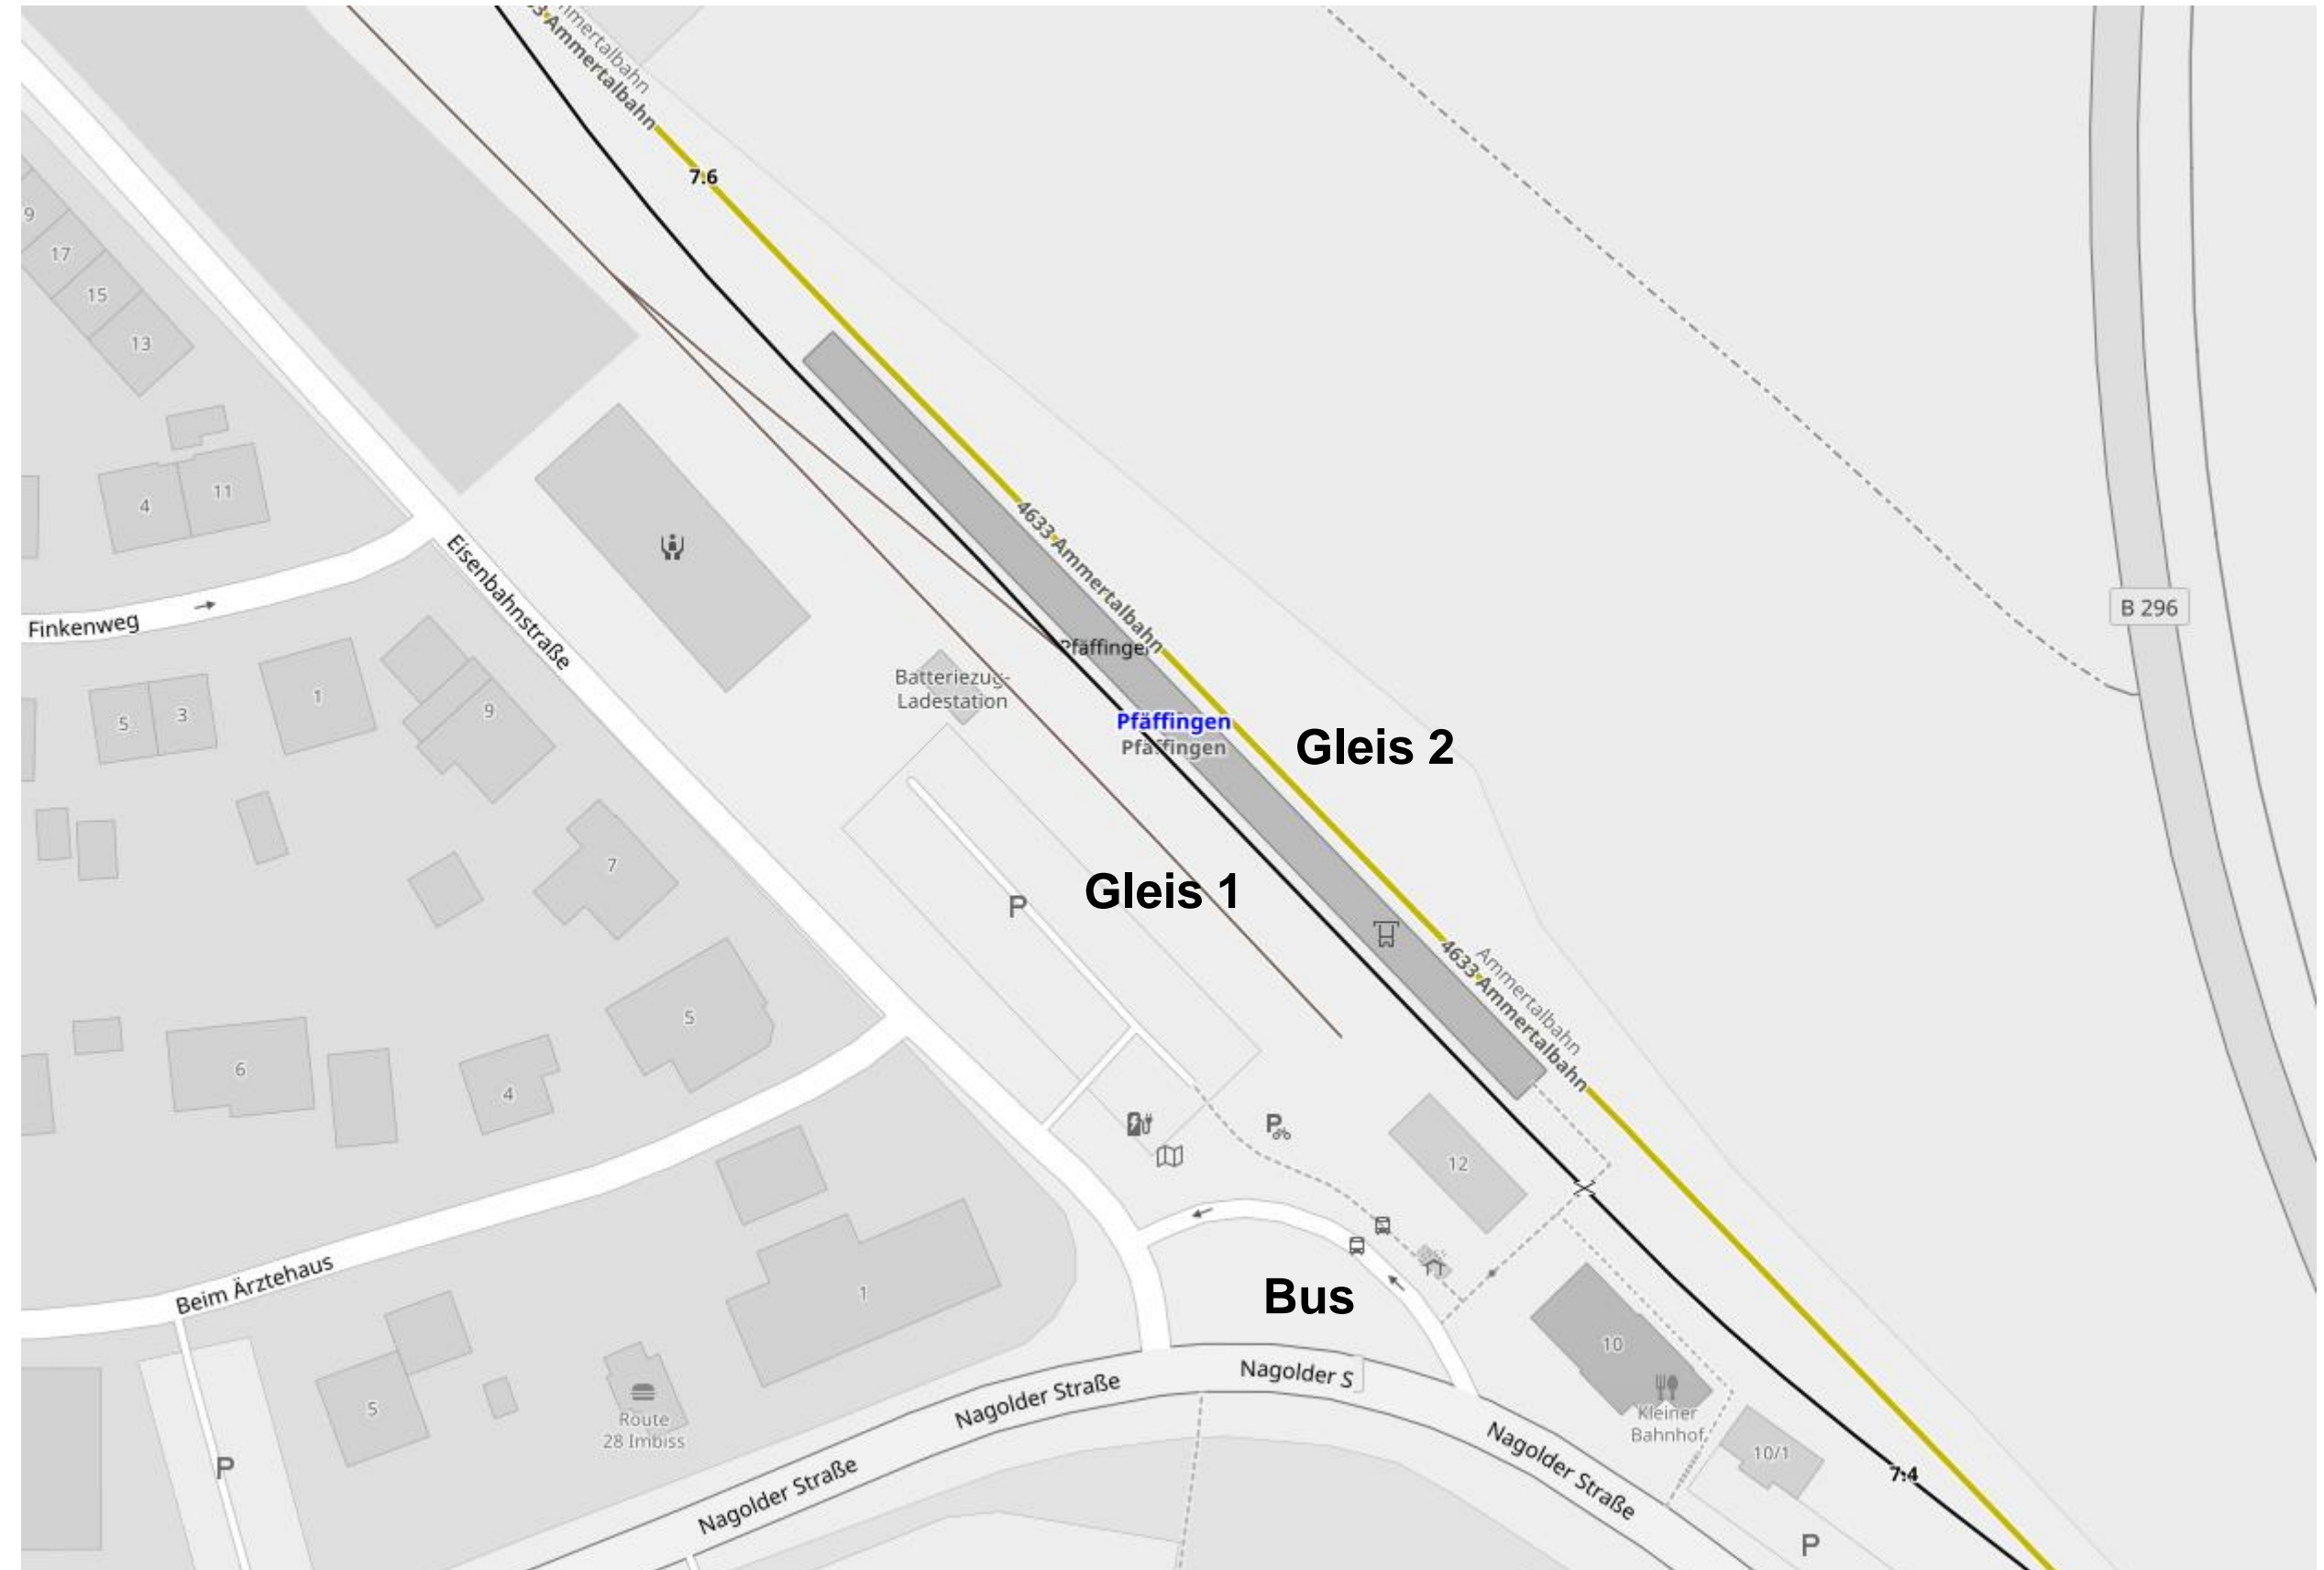 Ammertalbahn
7.6
9
17
15
13
4
11
4633 Ammertalbahn
Eisenbahnstraße
Finkenweg
B 296
Pfäffingen
Batteriezug-
Ladestation
5
3
1
9
Pfäffingen
Pfäffingen
Gleis 2
7
Gleis 1
P
4633 Ammertalbahn
Ammertalbahn
5
6
4
P
12
Beim Ärztehaus
1
Bus
10
Nagolder S
Nagolder Straße
5
Route
28 Imbiss
Kleiner
Bahnhof
10/1
7.4
Nagolder Straße
Nagolder Straße
P
P